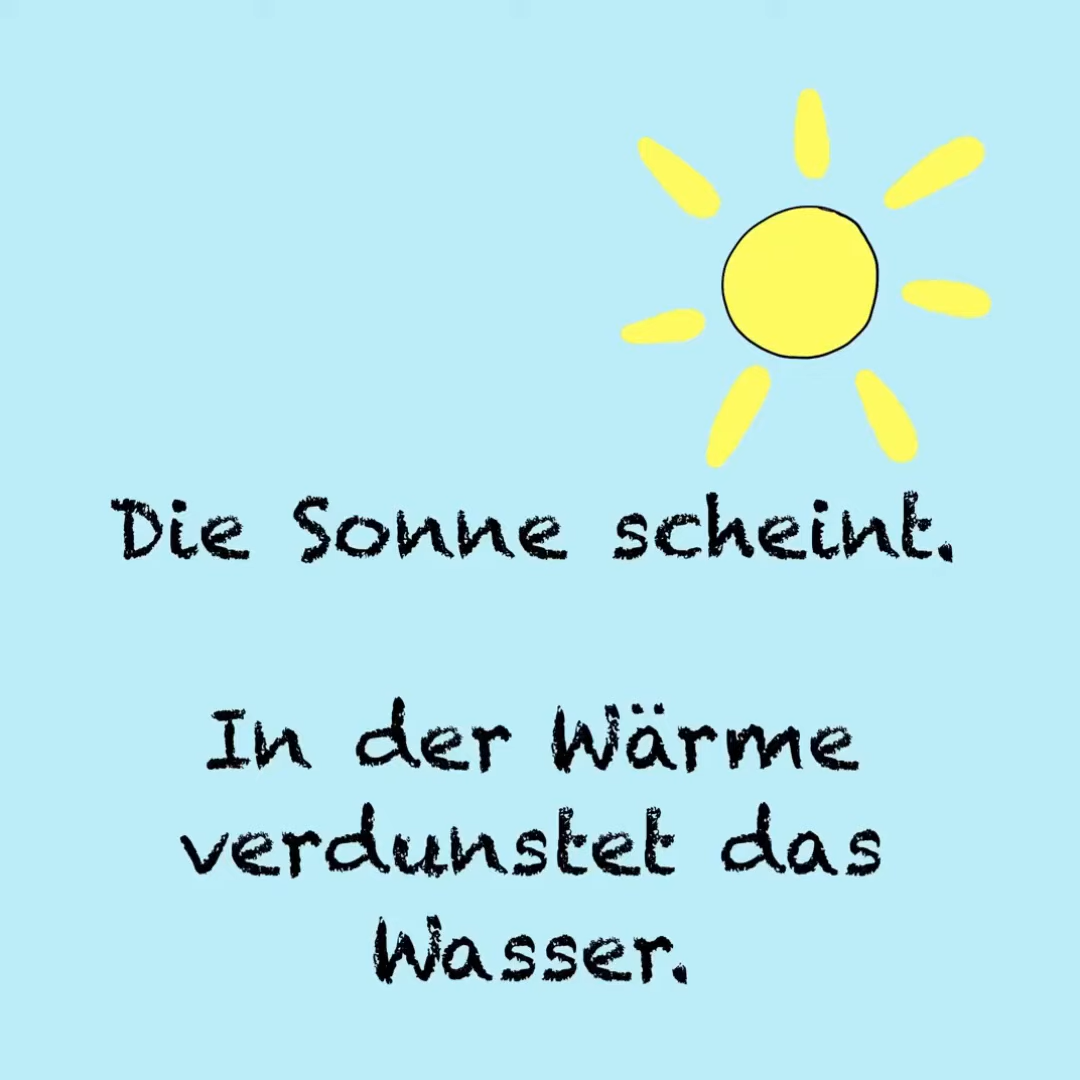 Die Sonne scheint.
In der Wärme
verdunstet das
Wasser.